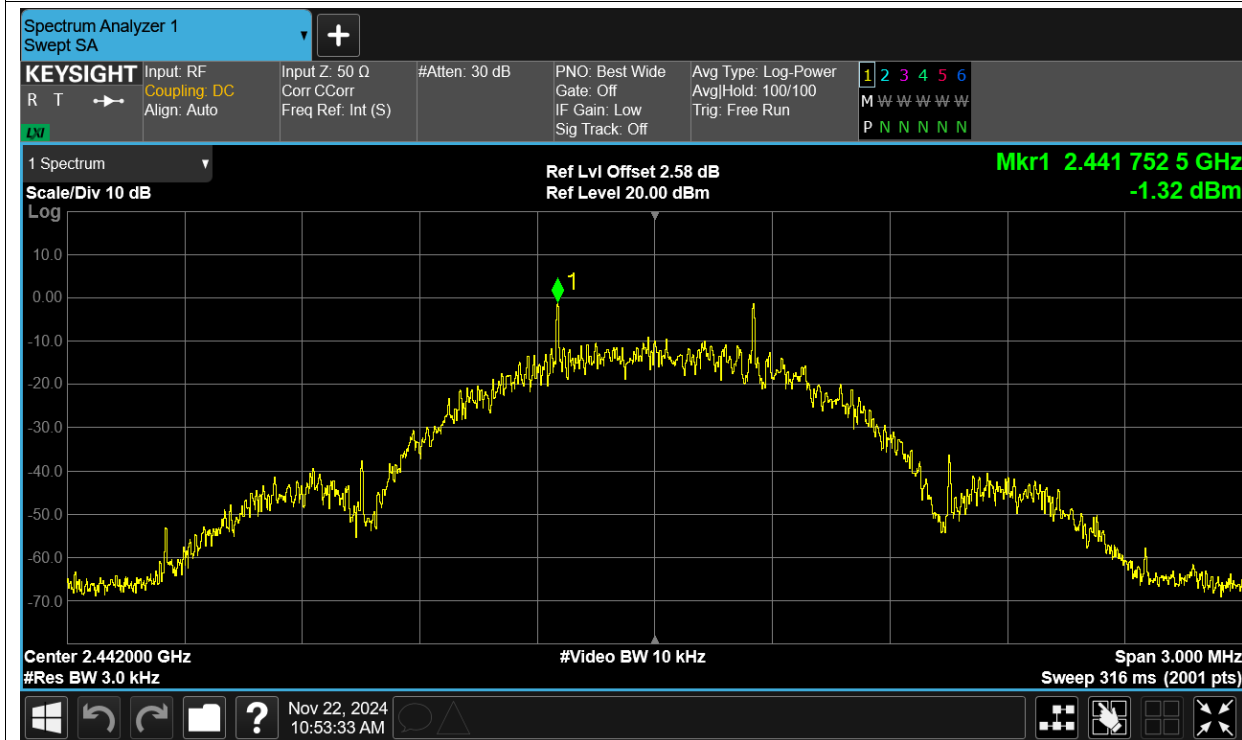 Spectrum Analyzer 1
Swept SA
KEYSIGHT
R T
LXI
Input: RF
Coupling: DC
Align: Auto
Input Z: 50 Ω
Corr CCorr
Freq Ref: Int (S)
#Atten: 30 dB
PNO: Best Wide
Gate: Off
IF Gain: Low
Sig Track: Off
Avg Type: Log-Power
Avg|Hold: 100/100
Trig: Free Run
1 2 3 4 5 6
M W W W W W
P N N N N N
1 Spectrum
Scale/Div 10 dB
Log
Ref Lvl Offset 2.58 dB
Ref Level 20.00 dBm
Mkr1 2.441 752 5 GHz
-1.32 dBm
1
10.0
0.00
-10.0
-20.0
-30.0
-40.0
-50.0
-60.0
-70.0
Center 2.442000 GHz
#Res BW 3.0 kHz
#Video BW 10 kHz
Span 3.000 MHz
Sweep 316 ms (2001 pts)
?
Nov 22, 2024
10:53:33 AM